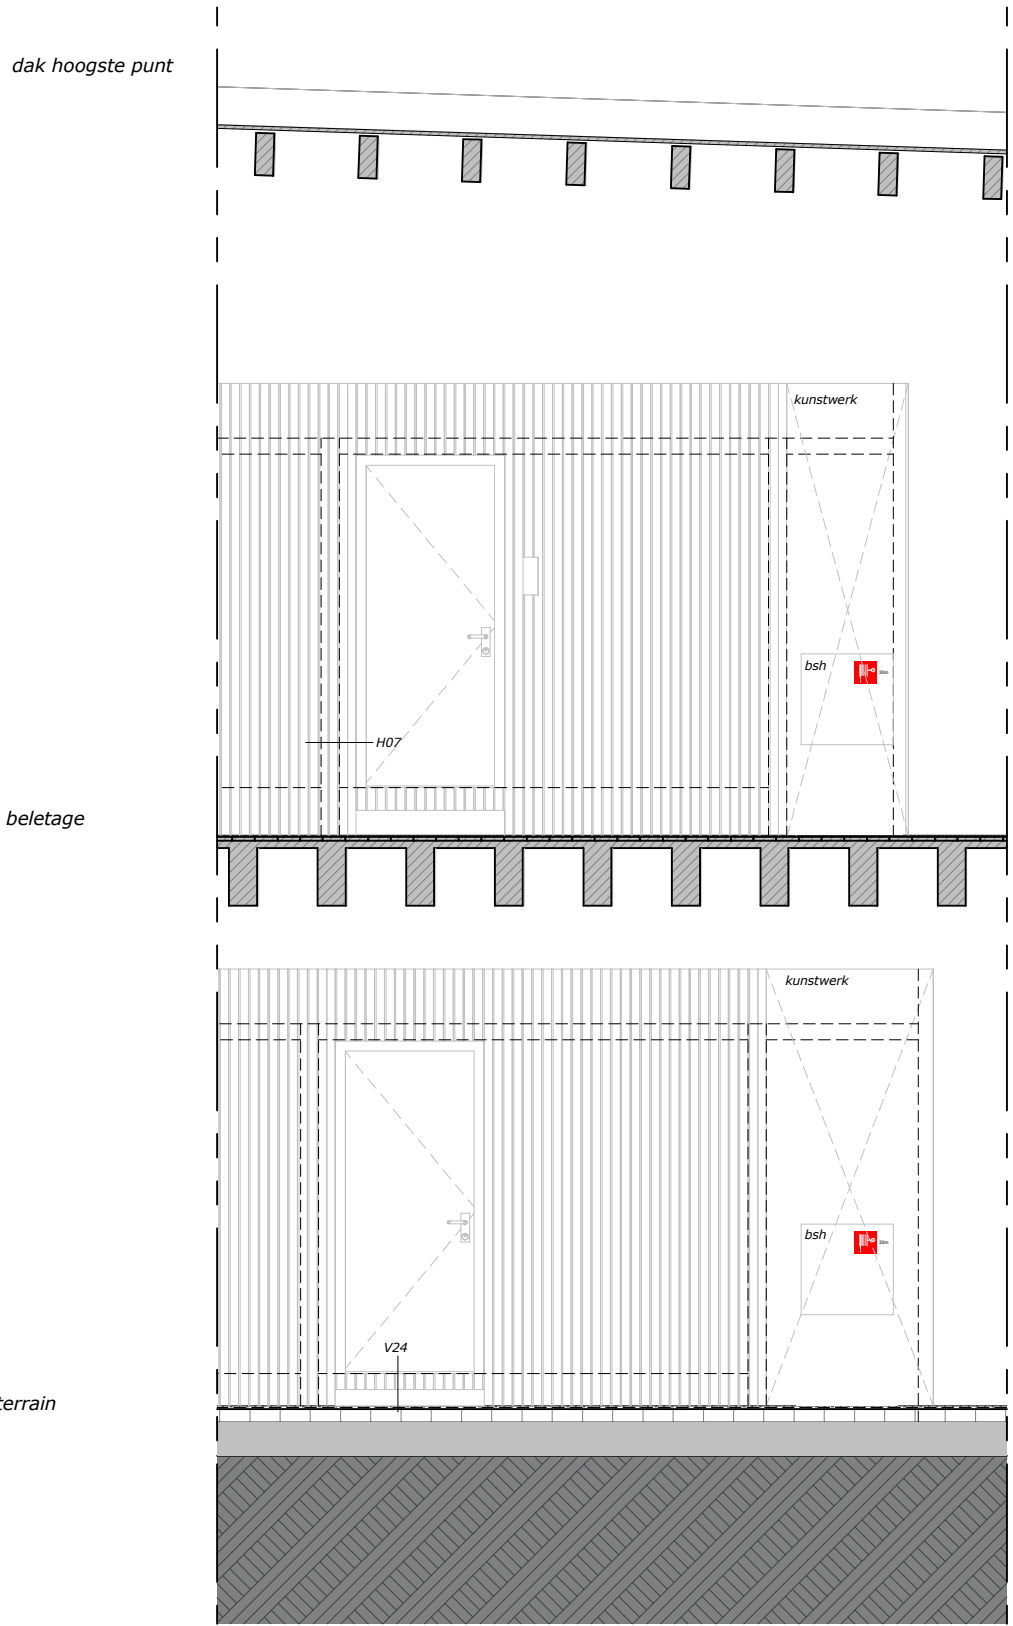 dak hoogste punt
kunstwerk
bsh
H07
beletage
kunstwerk
bsh
V24
terrain